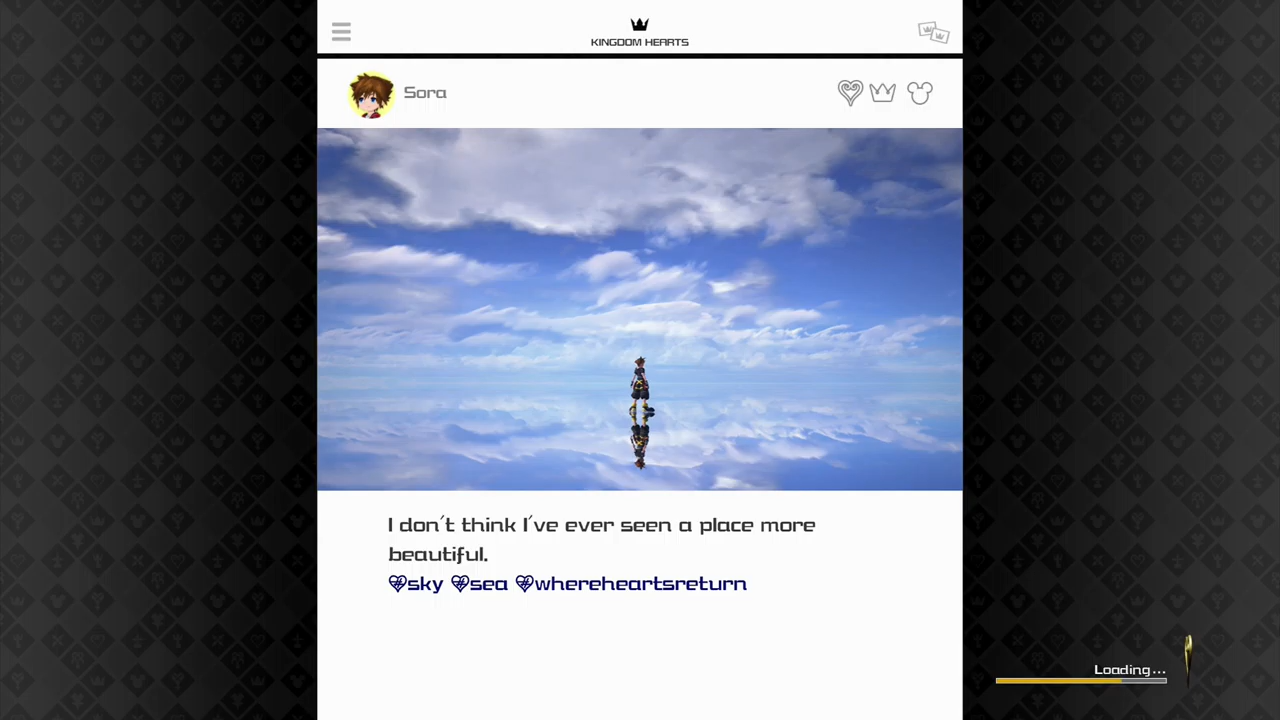 KINGDOM HEARTS
Sora
I don't think I've ever seen a place more
beautiful.
#sky #sea #whereheartsreturn
Loading...